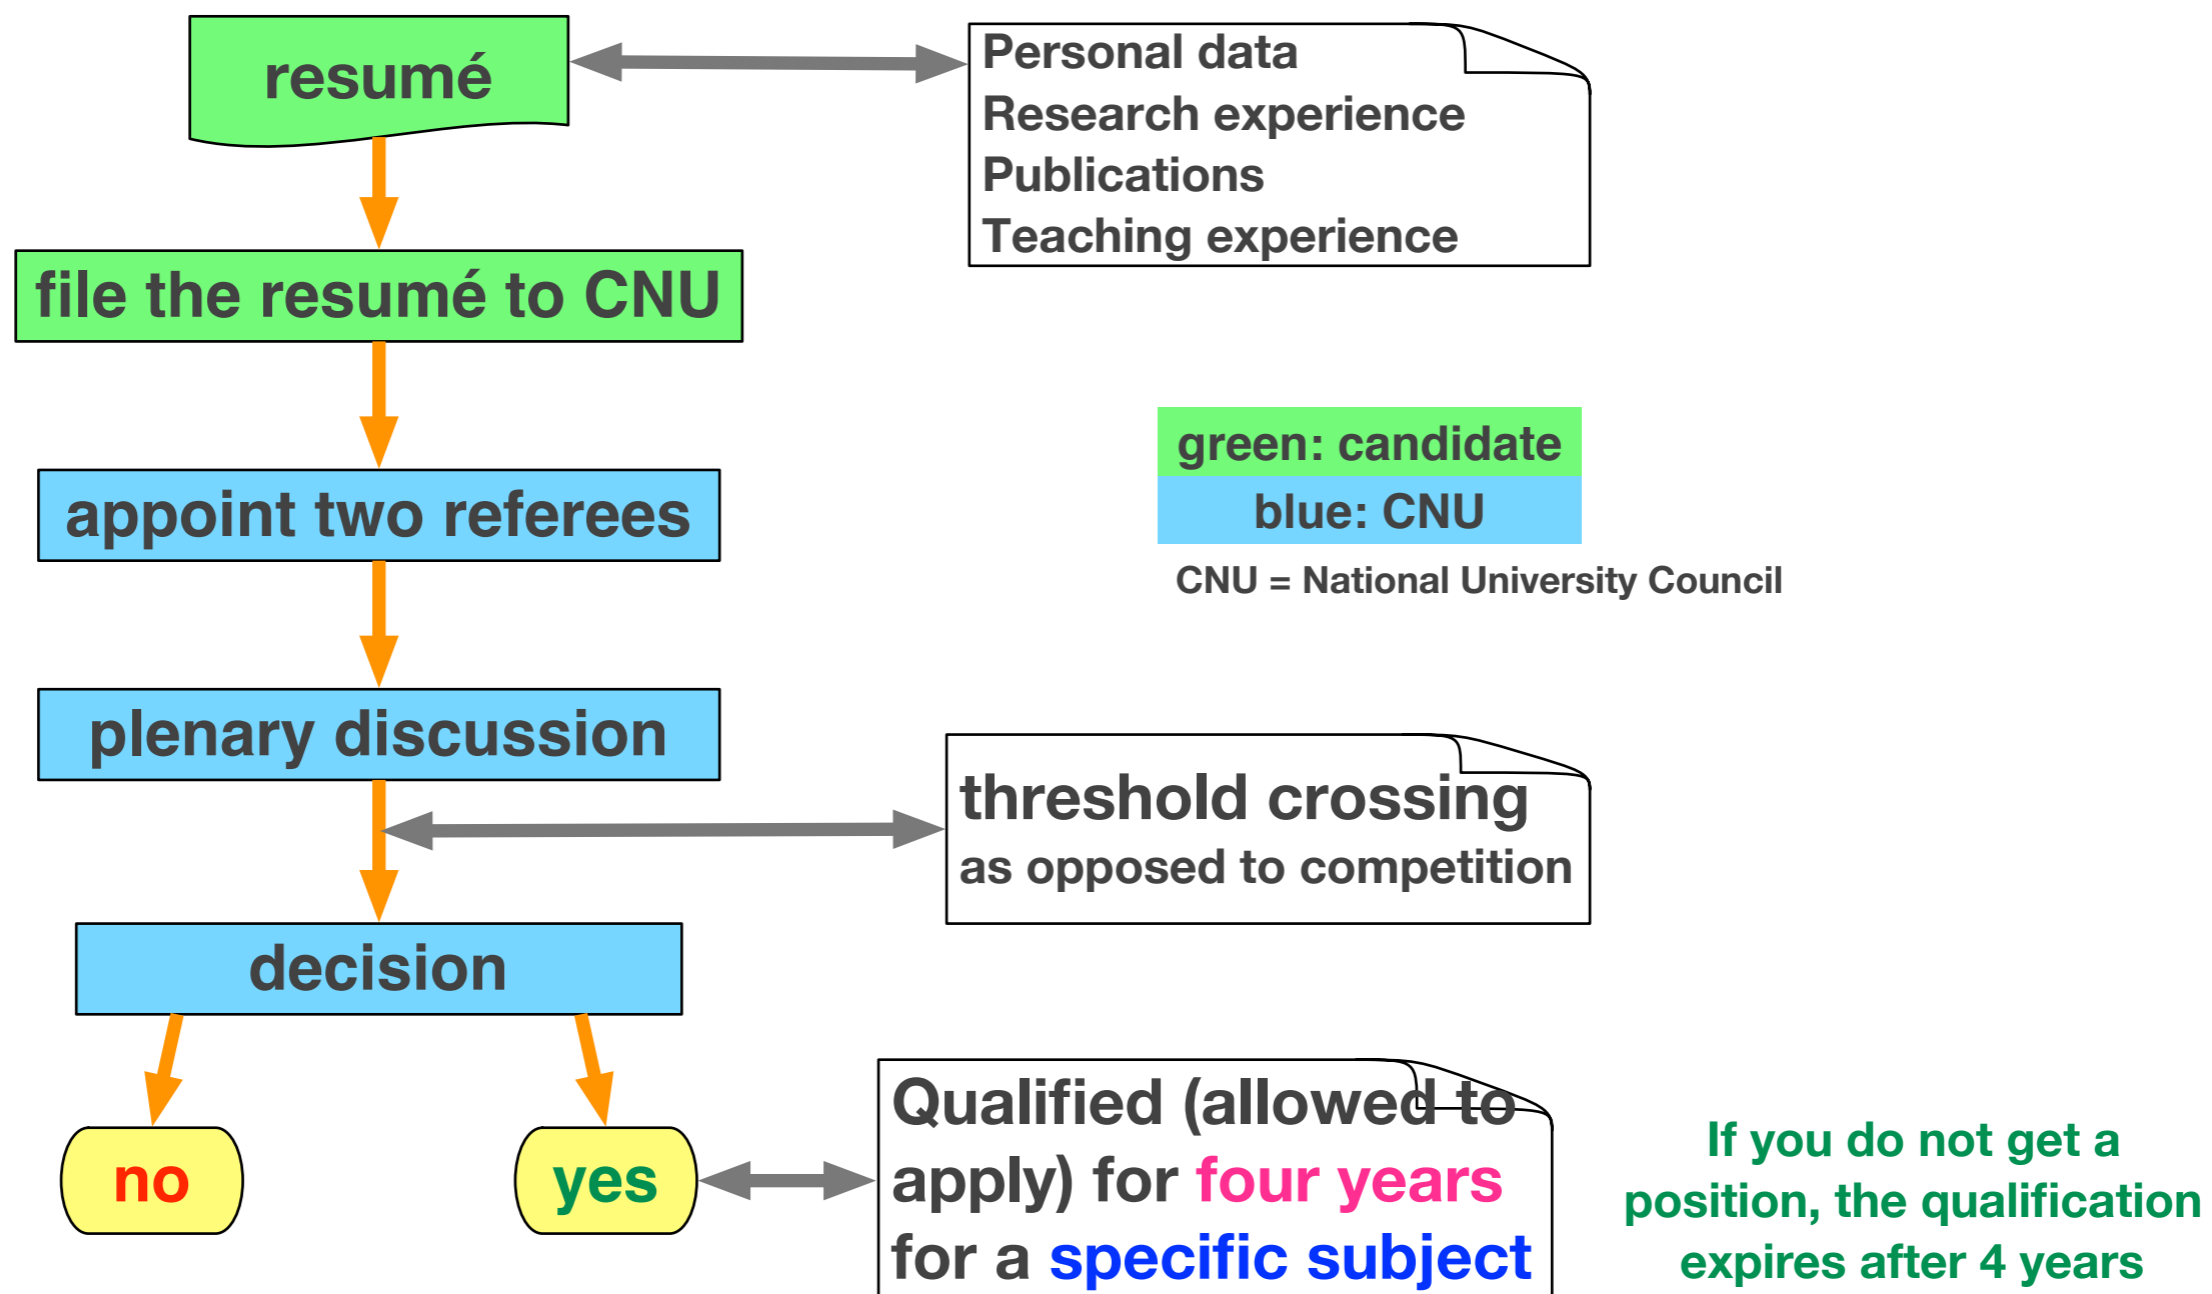 resumé
Personal data
Research experience
Publications
Teaching experience
file the resumé to CNU
green: candidate
blue: CNU
CNU = National University Council
appoint two referees
plenary discussion
threshold crossing
as opposed to competition
decision
no
yes
Qualified (allowed to
apply) for four years
for a specific subject
If you do not get a
position, the qualification
expires after 4 years